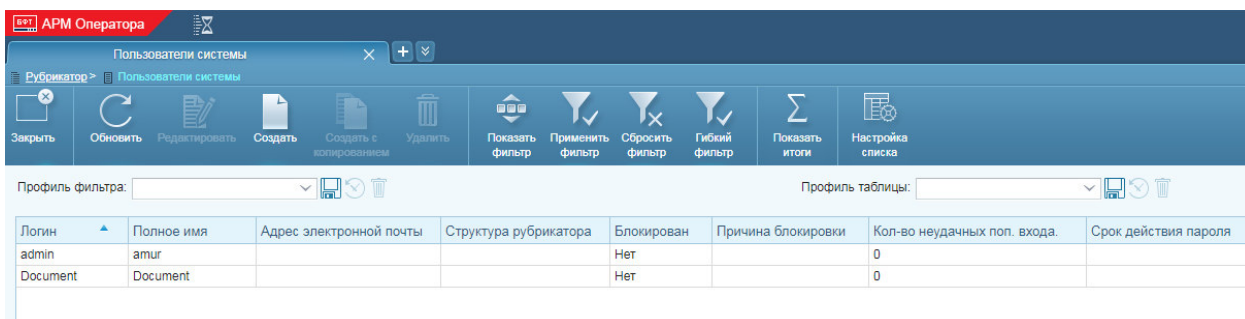 БФТ АРМ Оператора
Пользователи системы
Рубрикатор > Пользователи системы
Закрыть Обновить Редактировать Создать Создать с копированием Удалить Показать фильтр Применить фильтр Сбросить фильтр Гибкий фильтр Показать итоги Настройка списка
Профиль фильтра: Профиль таблицы:
Логин Полное имя Адрес электронной почты Структура рубрикатора Блокирован Причина блокировки Кол-во неудачных поп. входа. Срок действия пароля
admin amur Нет 0
Document Document Нет 0